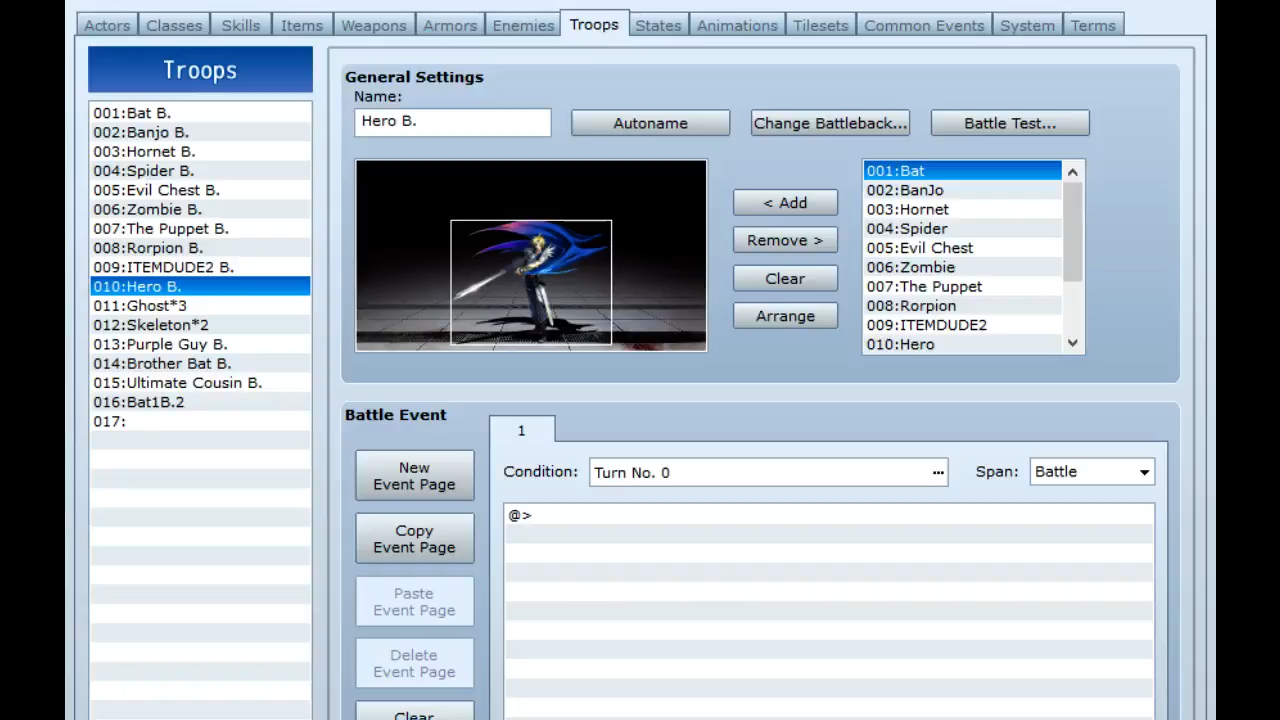 Actors Classes Skills Items Weapons Armors Enemies Troops States Animations Tilesets Common Events System Terms
Troops
001:Bat B.
002:Banjo B.
003:Hornet B.
004:Spider B.
005:Evil Chest B.
006:Zombie B.
007:The Puppet B.
008:Rorpion B.
009:ITEMDUDE2 B.
010:Hero B.
011:Ghost*3
012:Skeleton*2
013:Purple Guy B.
014:Brother Bat B.
015:Ultimate Cousin B.
016:Bat1B.2
017:
General Settings
Name:
Hero B.
Autoname
Change Battleback...
Battle Test...
< Add
Remove >
Clear
Arrange
001:Bat
002:BanJo
003:Hornet
004:Spider
005:Evil Chest
006:Zombie
007:The Puppet
008:Rorpion
009:ITEMDUDE2
010:Hero
Battle Event
New
Event Page
Copy
Event Page
Paste
Event Page
Delete
Event Page
Clear
1
Condition: Turn No. 0 ...
Span: Battle
@>